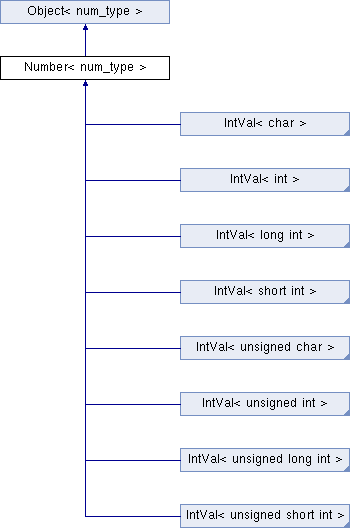 Object< num_type >
Number< num_type >
IntVal< char >
IntVal< int >
IntVal< long int >
IntVal< short int >
IntVal< unsigned char >
IntVal< unsigned int >
IntVal< unsigned long int >
IntVal< unsigned short int >